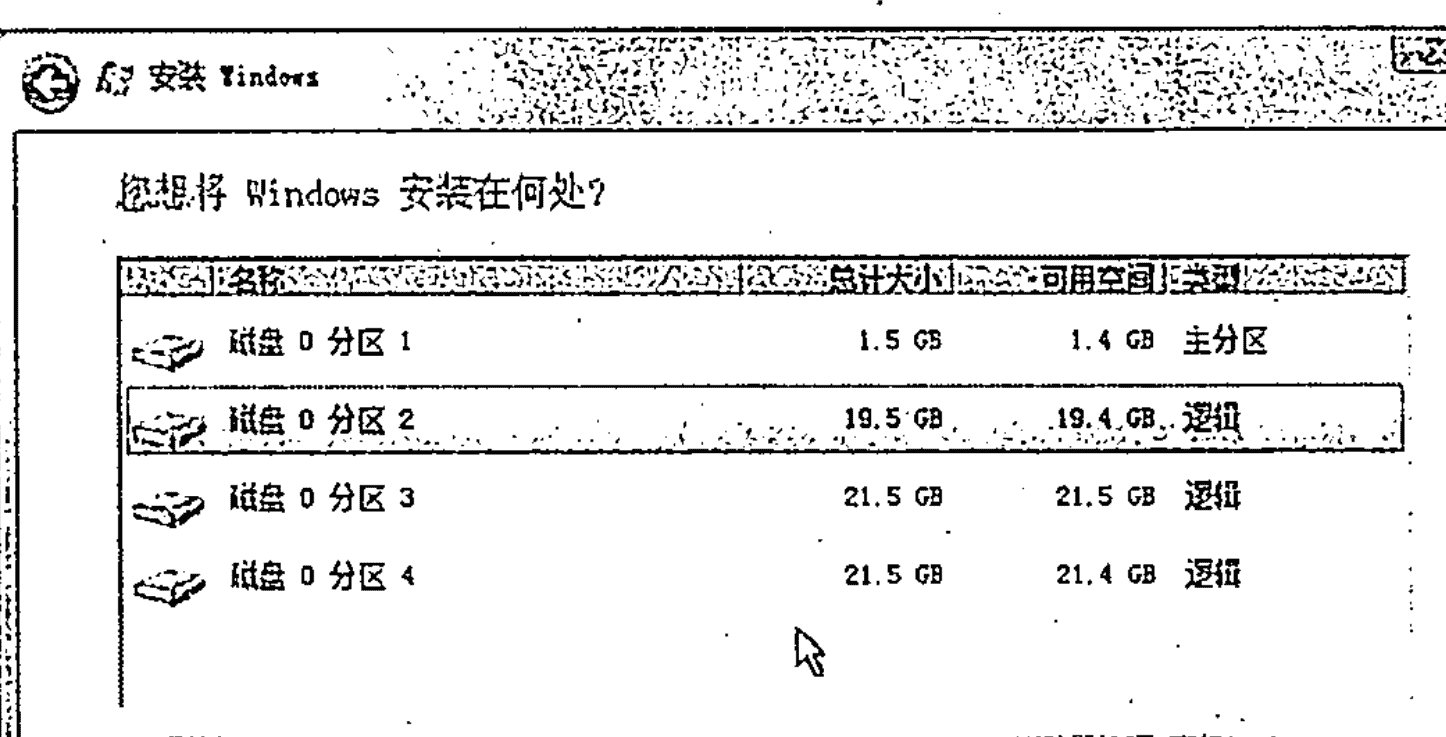 安装 Windows
您想将 Windows 安装在何处?
名称 总计大小 可用空间 类型
磁盘 0 分区 1 1.5 GB 1.4 GB 主分区
磁盘 0 分区 2 19.5 GB 19.4 GB 逻辑
磁盘 0 分区 3 21.5 GB 21.5 GB 逻辑
磁盘 0 分区 4 21.5 GB 21.4 GB 逻辑